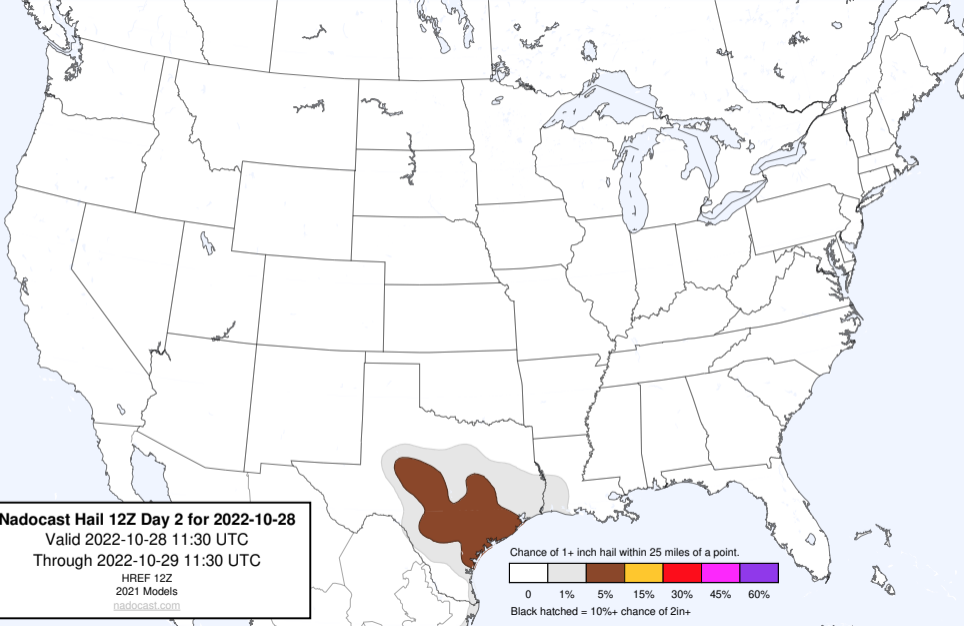 Nadocast Hail 12Z Day 2 for 2022-10-28
Valid 2022-10-28 11:30 UTC
Through 2022-10-29 11:30 UTC
HREF 12Z
2021 Models
nadocast.com
Chance of 1+ inch hail within 25 miles of a point.
0 1% 5% 15% 30% 45% 60%
Black hatched = 10%+ chance of 2in+